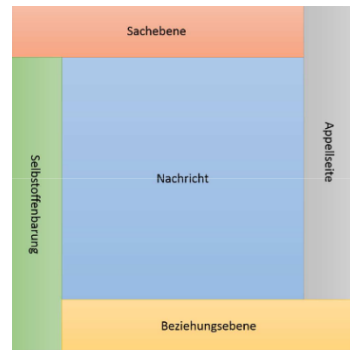 Sachebene
Selbstoffenbarung
Nachricht
Appellseite
Beziehungsebene